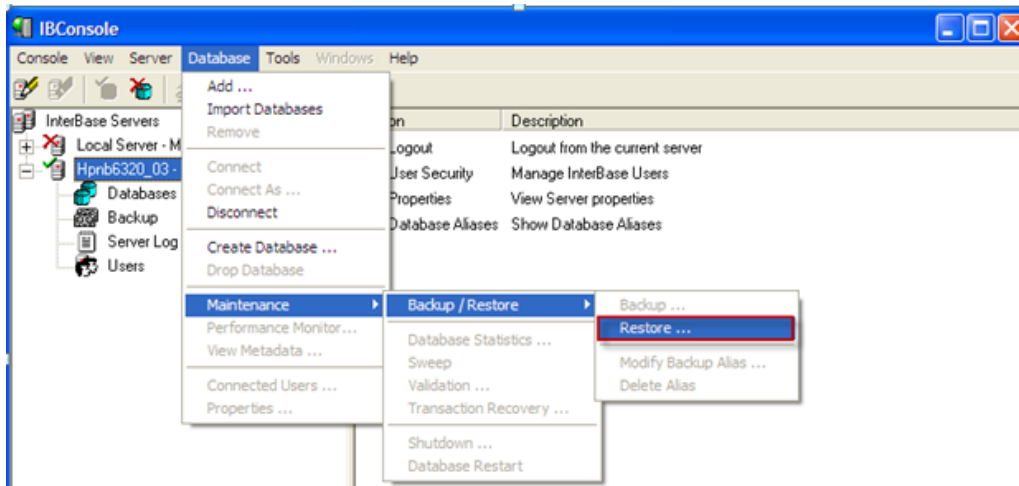 IBConsole
Console View Server Database Tools Windows Help
Add ...
Import Databases
Remove
Connect
Connect As ...
Disconnect
Create Database ...
Drop Database
Maintenance
Performance Monitor...
View Metadata ...
Connected Users ...
Properties ...
InterBase Servers
Local Server - M
Hpnb6320_03 -
Databases
Backup
Server Log
Users
on Description
Logout Logout from the current server
User Security Manage InterBase Users
Properties View Server properties
Database Aliases Show Database Aliases
Backup / Restore
Database Statistics ...
Sweep
Validation ...
Transaction Recovery ...
Shutdown ...
Database Restart
Backup ...
Restore ...
Modify Backup Alias ...
Delete Alias